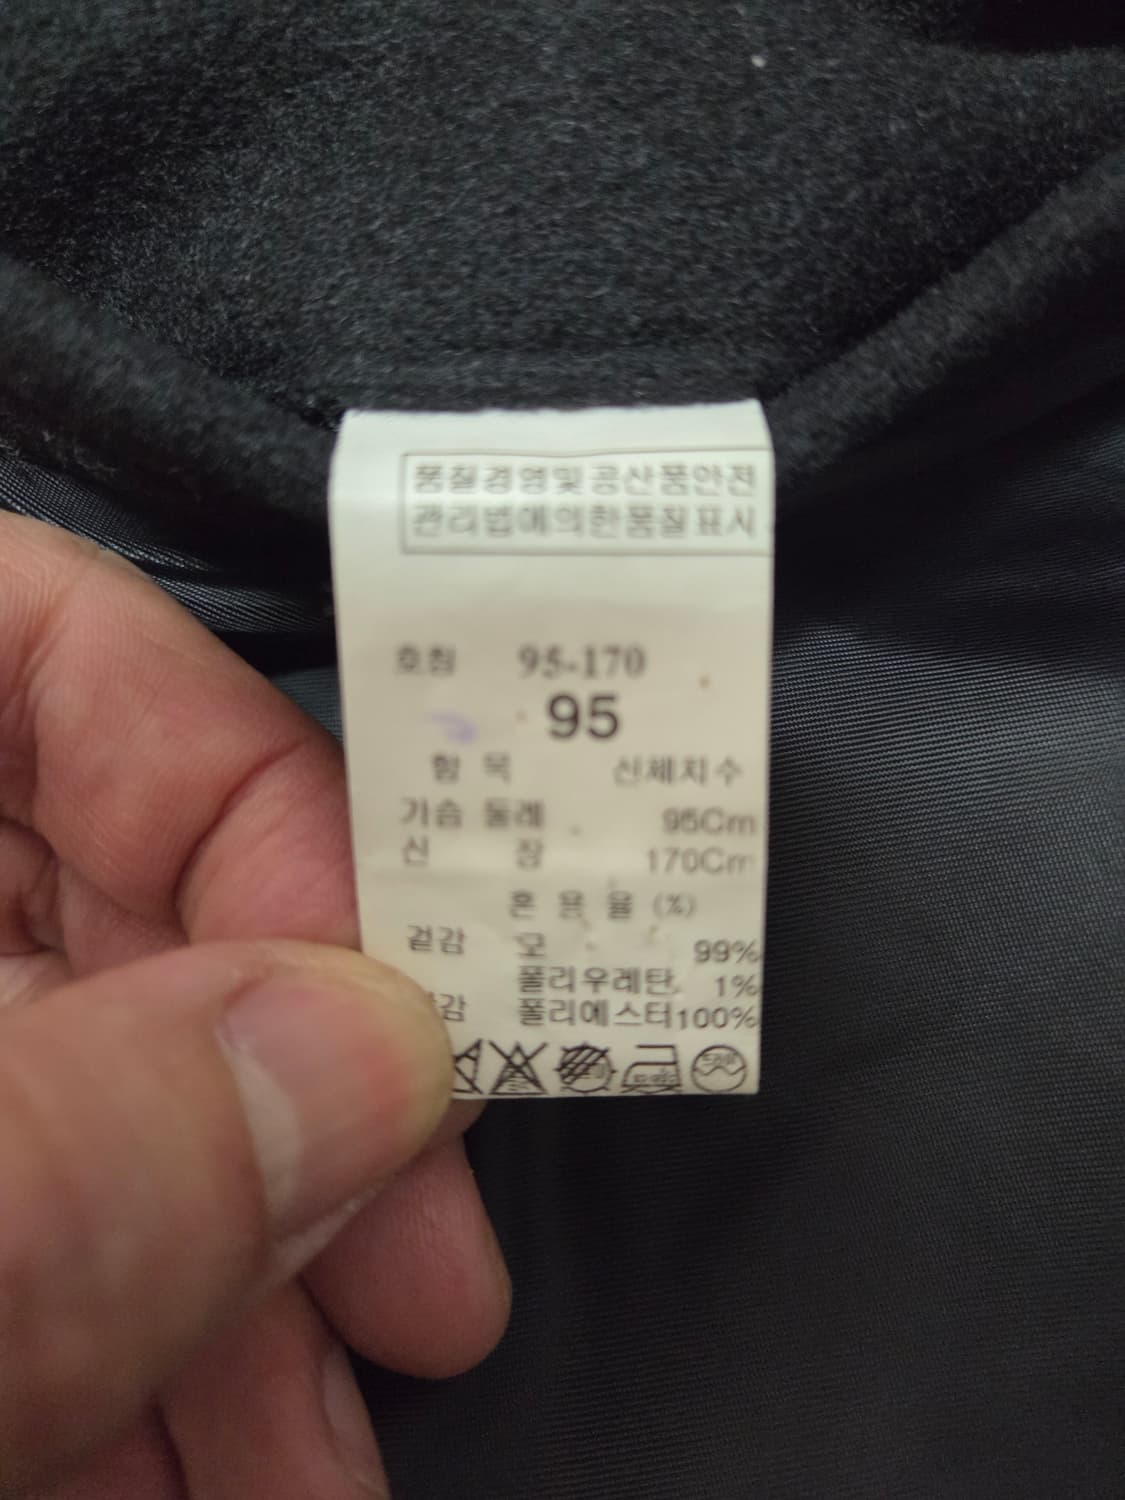 품질경영및공산품안전
관리법에의한품질표시
호칭 95-170
95
항 목 신체치수
가슴 둘레 95Cm
신 장 170Cm
혼 용 율 (%)
겉감 모 99%
폴리우레탄 1%
감 폴리에스터 100%